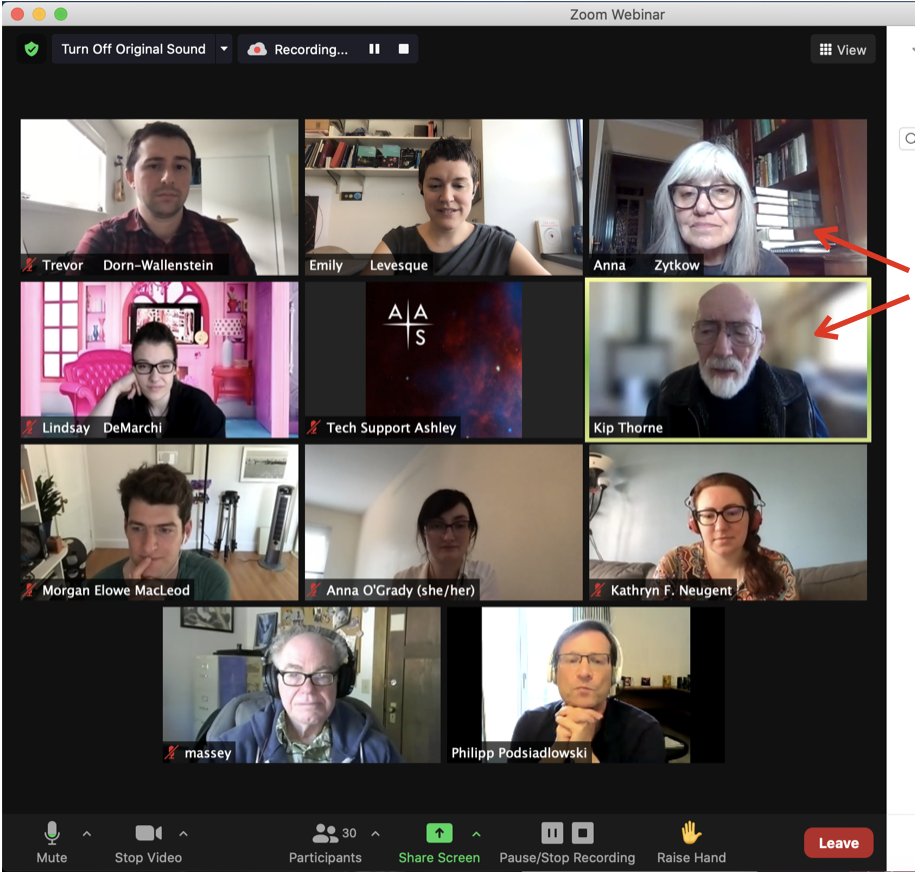 Zoom Webinar
Turn Off Original Sound
Recording...
View
Trevor Dorn-Wallenstein
Emily Levesque
Anna Zytkow
Lindsay DeMarchi
A A
S
Tech Support Ashley
Kip Thorne
Morgan Elowe MacLeod
Anna O'Grady (she/her)
Kathryn F. Neugent
massey
Philipp Podsiadlowski
Mute
Stop Video
Participants
30
Share Screen
Pause/Stop Recording
Raise Hand
Leave